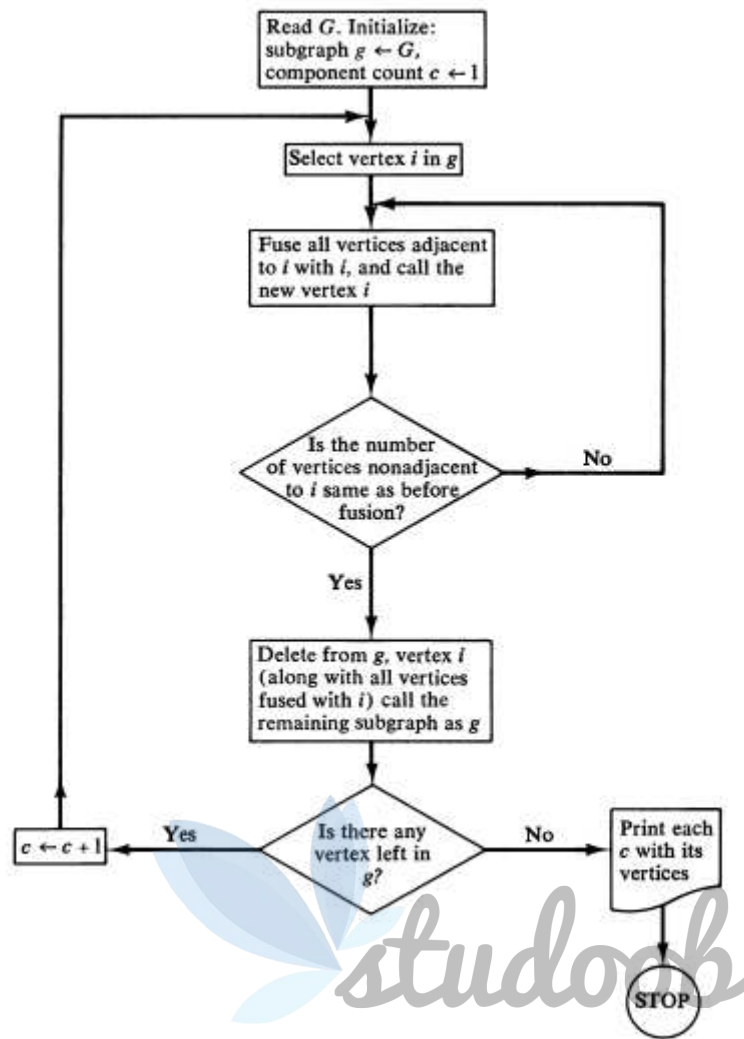 Read G. Initialize:
subgraph g ← G,
component count c ← 1
Select vertex i in g
Fuse all vertices adjacent
to i with i, and call the
new vertex i
Is the number
of vertices nonadjacent
to i same as before
fusion?
No
Yes
Delete from g, vertex i
(along with all vertices
fused with i) call the
remaining subgraph as g
Is there any
vertex left in
g?
Yes
c ← c + 1
No
Print each
c with its
vertices
STOP
studoob